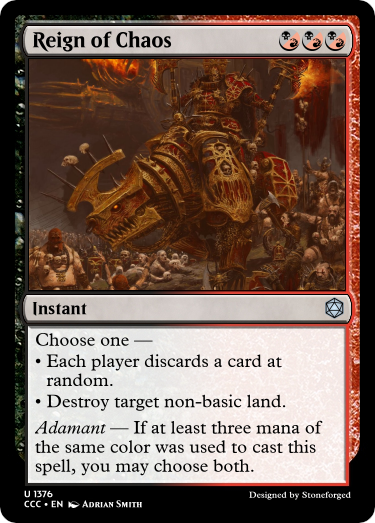 Reign of Chaos
Instant
Choose one —
• Each player discards a card at
random.
• Destroy target non-basic land.
Adamant — If at least three mana of
the same color was used to cast this
spell, you may choose both.
U 1376
CCC • EN Adrian Smith
Designed by Stoneforged